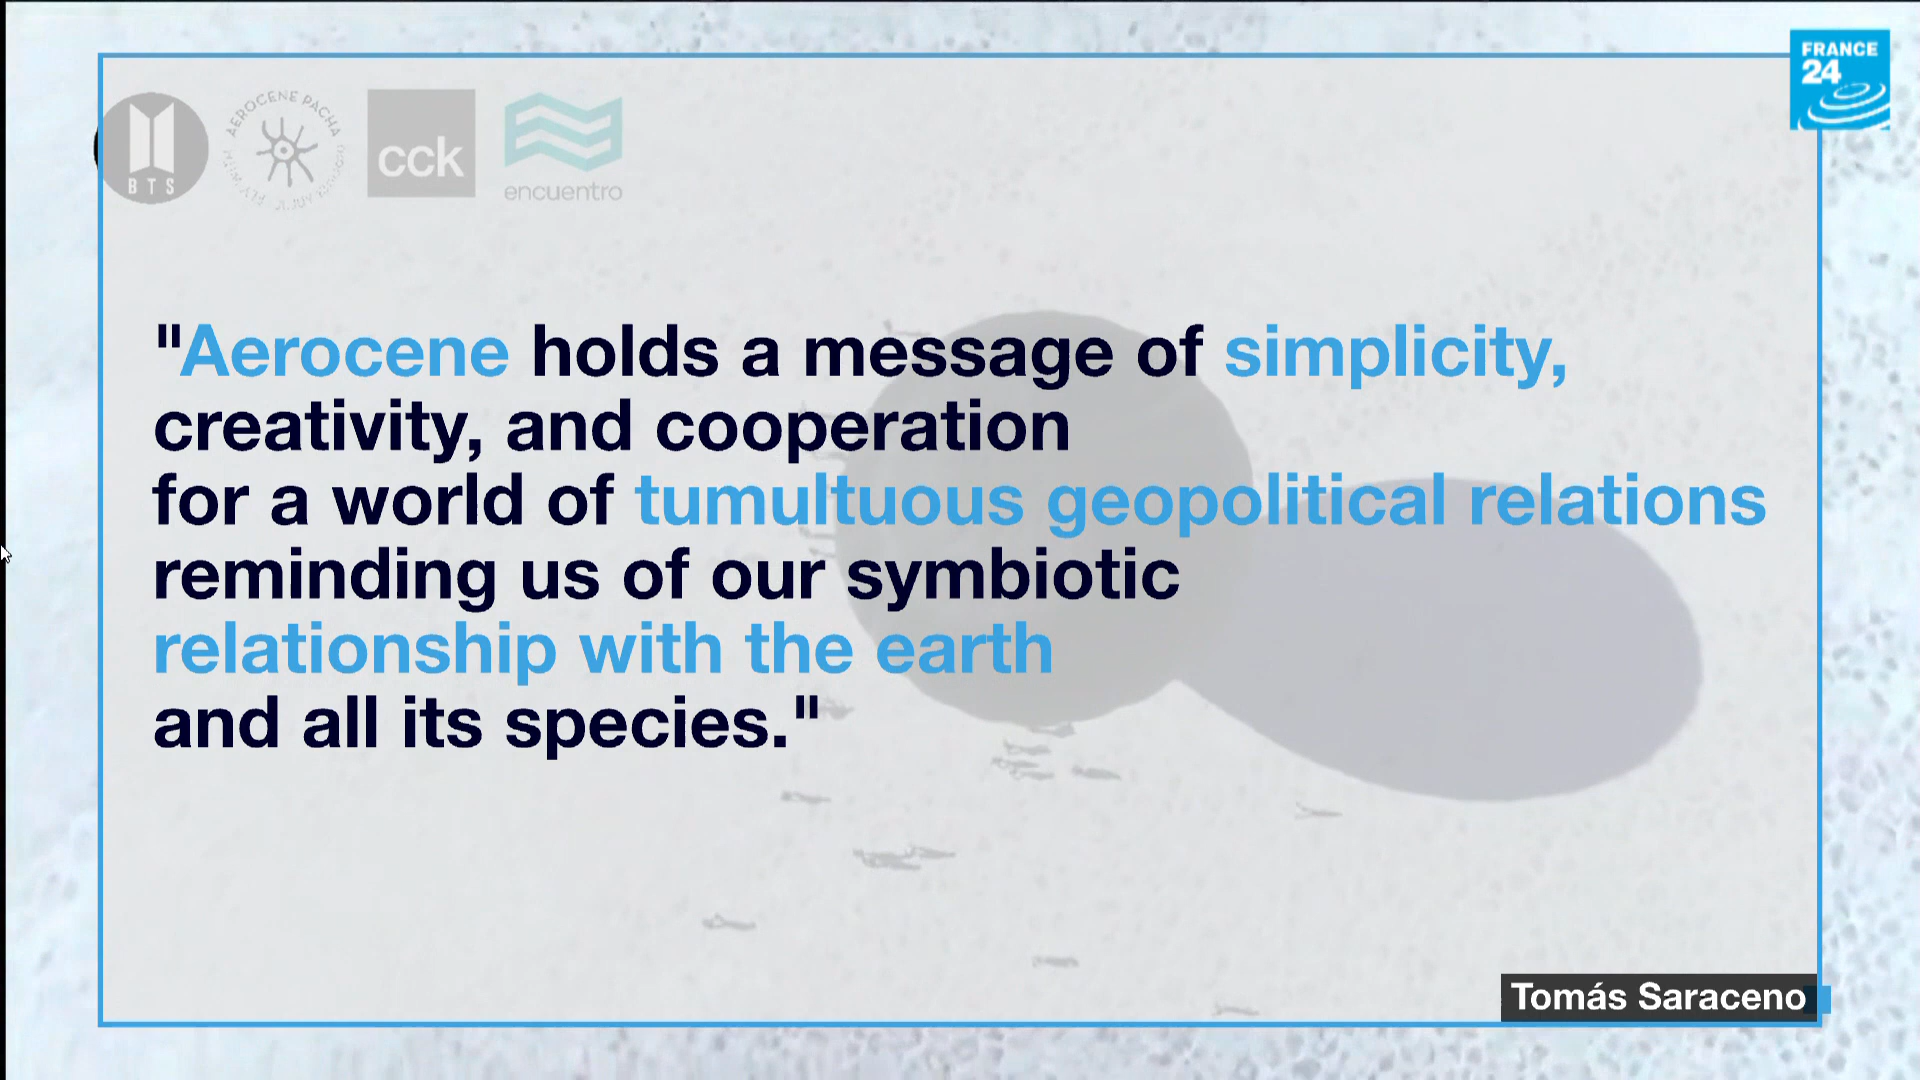 FRANCE
24
BTS
AEROCENE PACHA
cck
encuentro
"Aerocene holds a message of simplicity,
creativity, and cooperation
for a world of tumultuous geopolitical relations
reminding us of our symbiotic
relationship with the earth
and all its species."
Tomás Saraceno